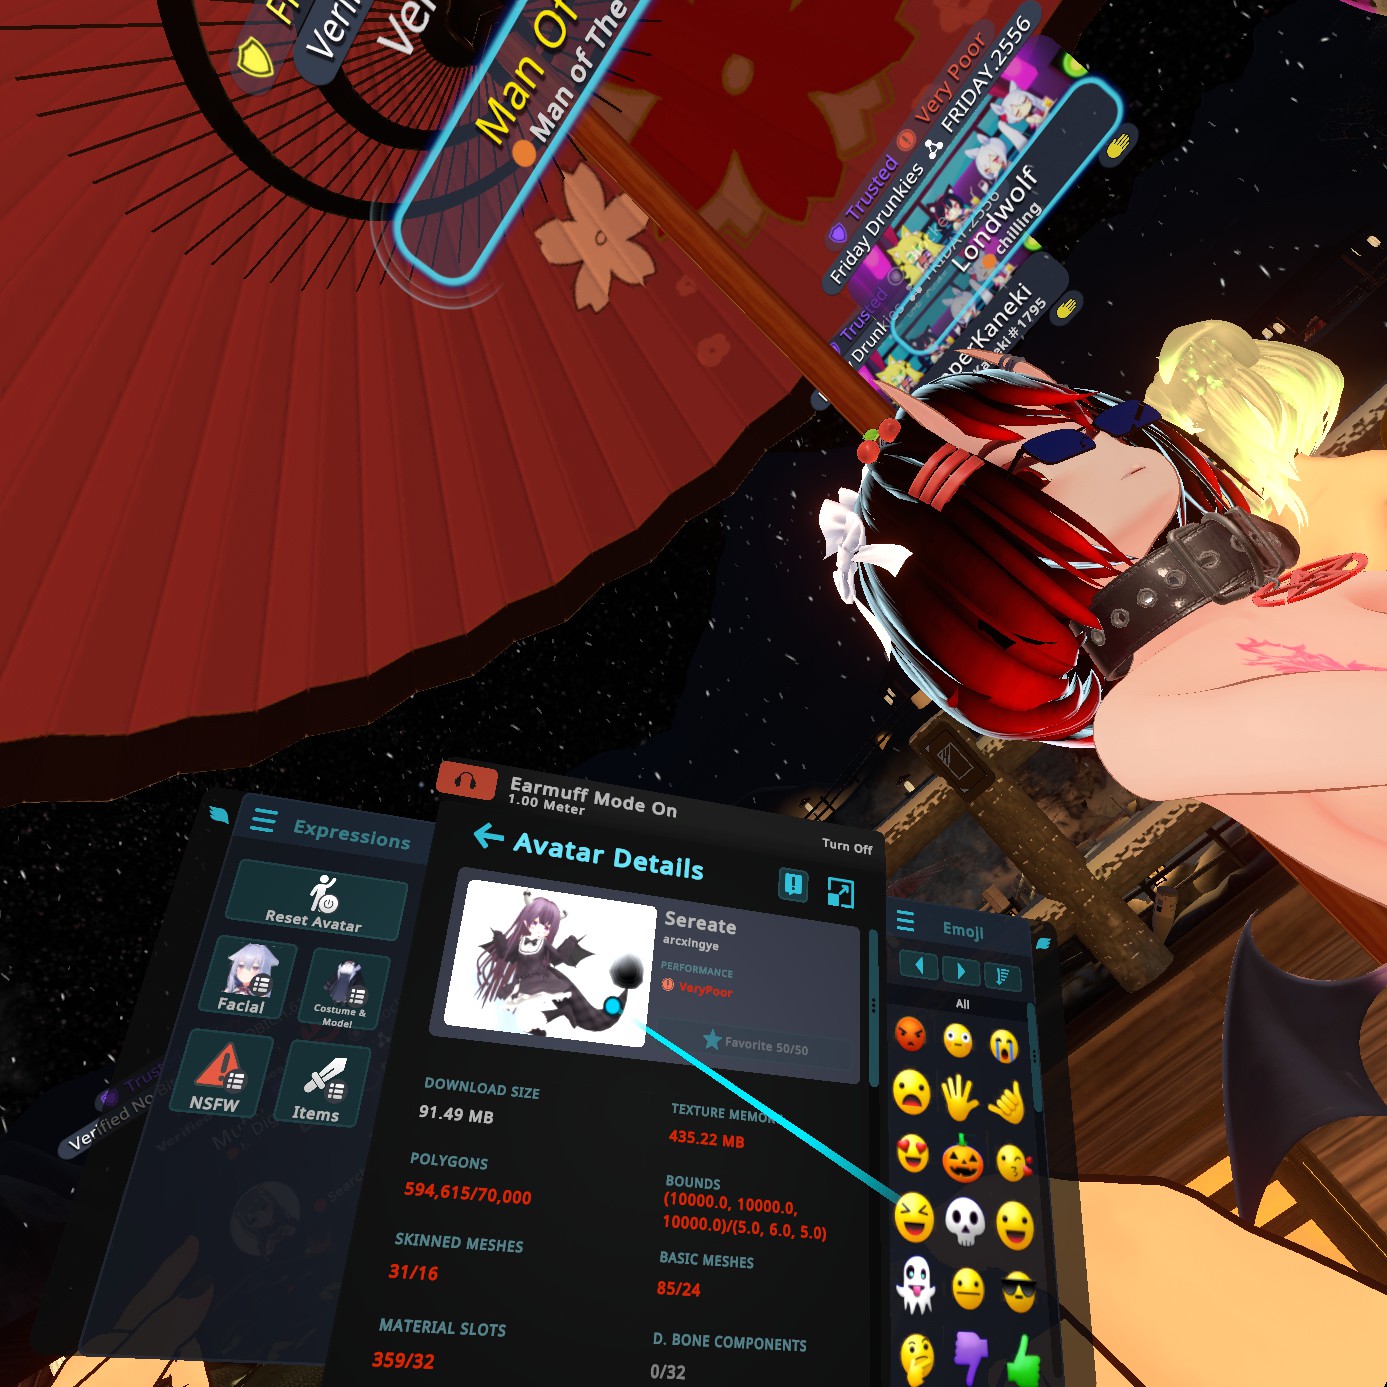 Man Of
Man of The
Very Poor
Trusted
FRIDAY.2556
Friday Drunkies
Londwolf
chilling
perKaneki
#1795
Earmuff Mode On
1.00 Meter
Turn Off
Expressions
Reset Avatar
Facial
Costume &
Model
NSFW
Items
Avatar Details
Sereate
arcxingye
PERFORMANCE
VeryPoor
Favorite 50/50
DOWNLOAD SIZE
91.49 MB
TEXTURE MEMOR
435.22 MB
POLYGONS
594,615/70,000
BOUNDS
(10000.0, 10000.0,
10000.0)/(5.0, 6.0, 5.0)
SKINNED MESHES
31/16
BASIC MESHES
85/24
MATERIAL SLOTS
359/32
D. BONE COMPONENTS
0/32
Emoji
All
Verified